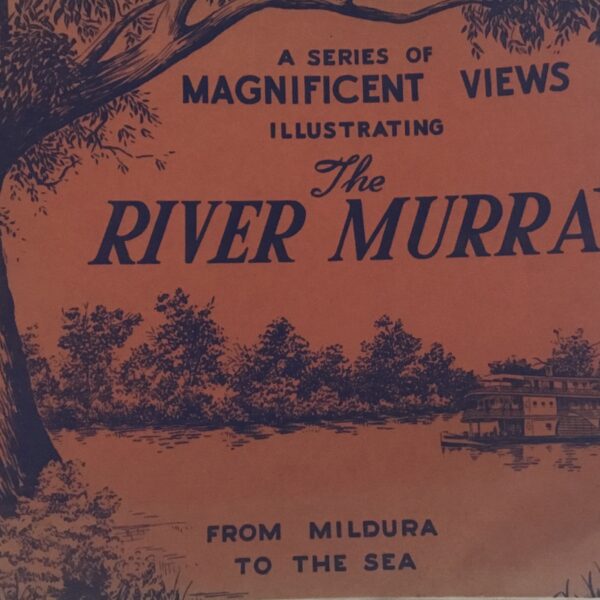 A SERIES OF
MAGNIFICENT VIEWS
ILLUSTRATING
The
RIVER MURRA
FROM MILDURA
TO THE SEA